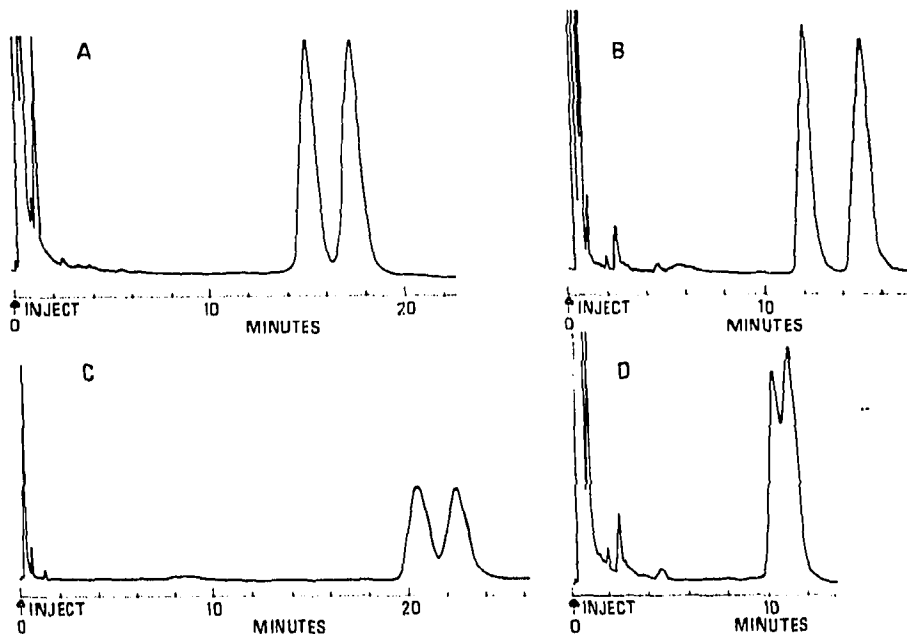 A
B
INJECT
0 10 20
MINUTES
INJECT
0 10
MINUTES
C
D
INJECT
0 10 20
MINUTES
INJECT
0 10
MINUTES